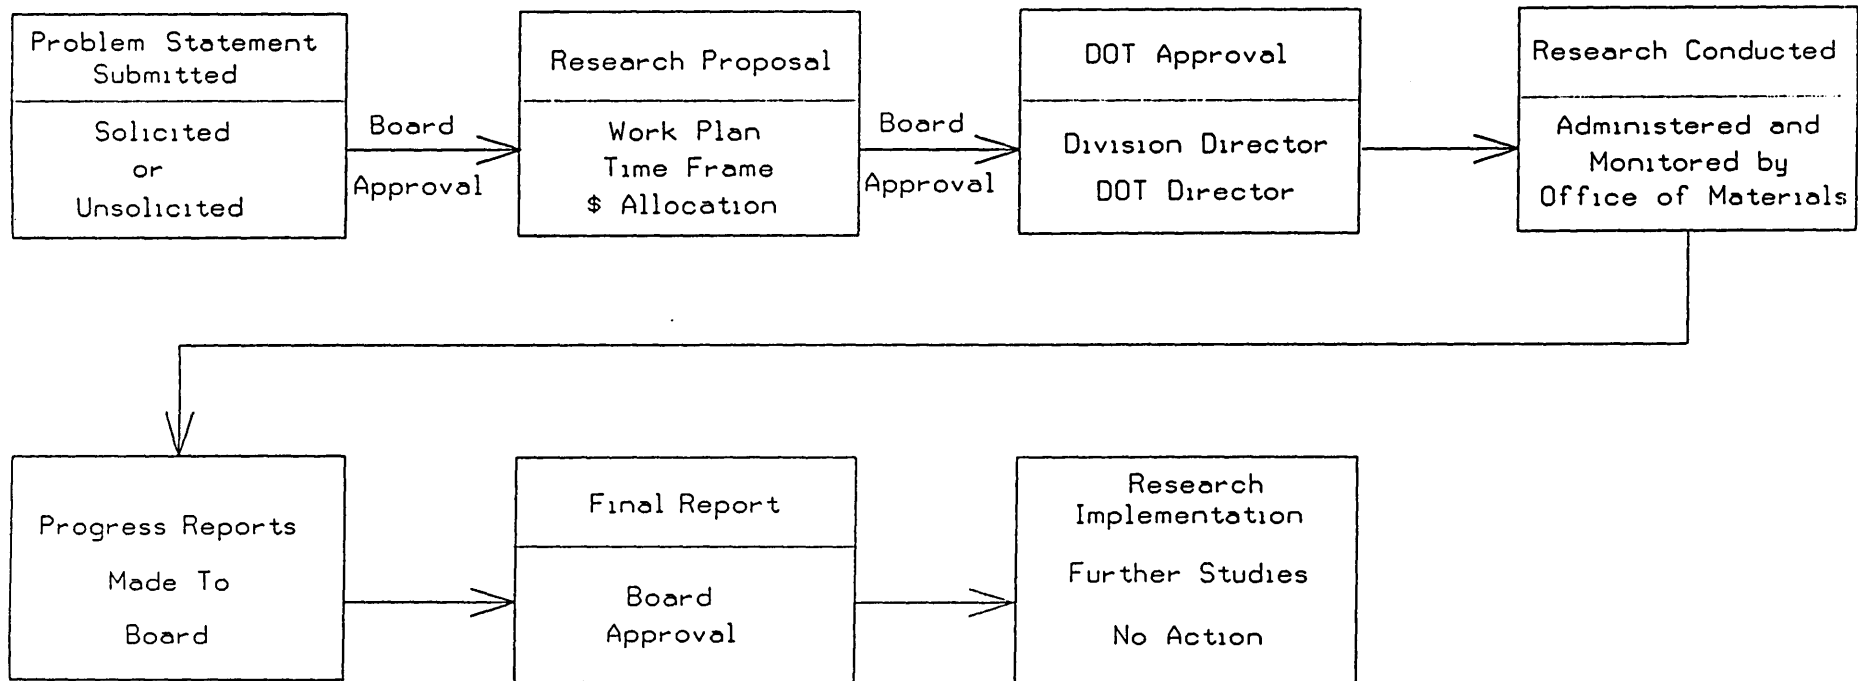 Problem Statement
Submitted
Solicited
or
Unsolicited
Board
Approval
Research Proposal
Work Plan
Time Frame
$ Allocation
Board
Approval
DOT Approval
Division Director
DOT Director
Research Conducted
Administered and
Monitored by
Office of Materials
Progress Reports
Made To
Board
Final Report
Board
Approval
Research
Implementation
Further Studies
No Action